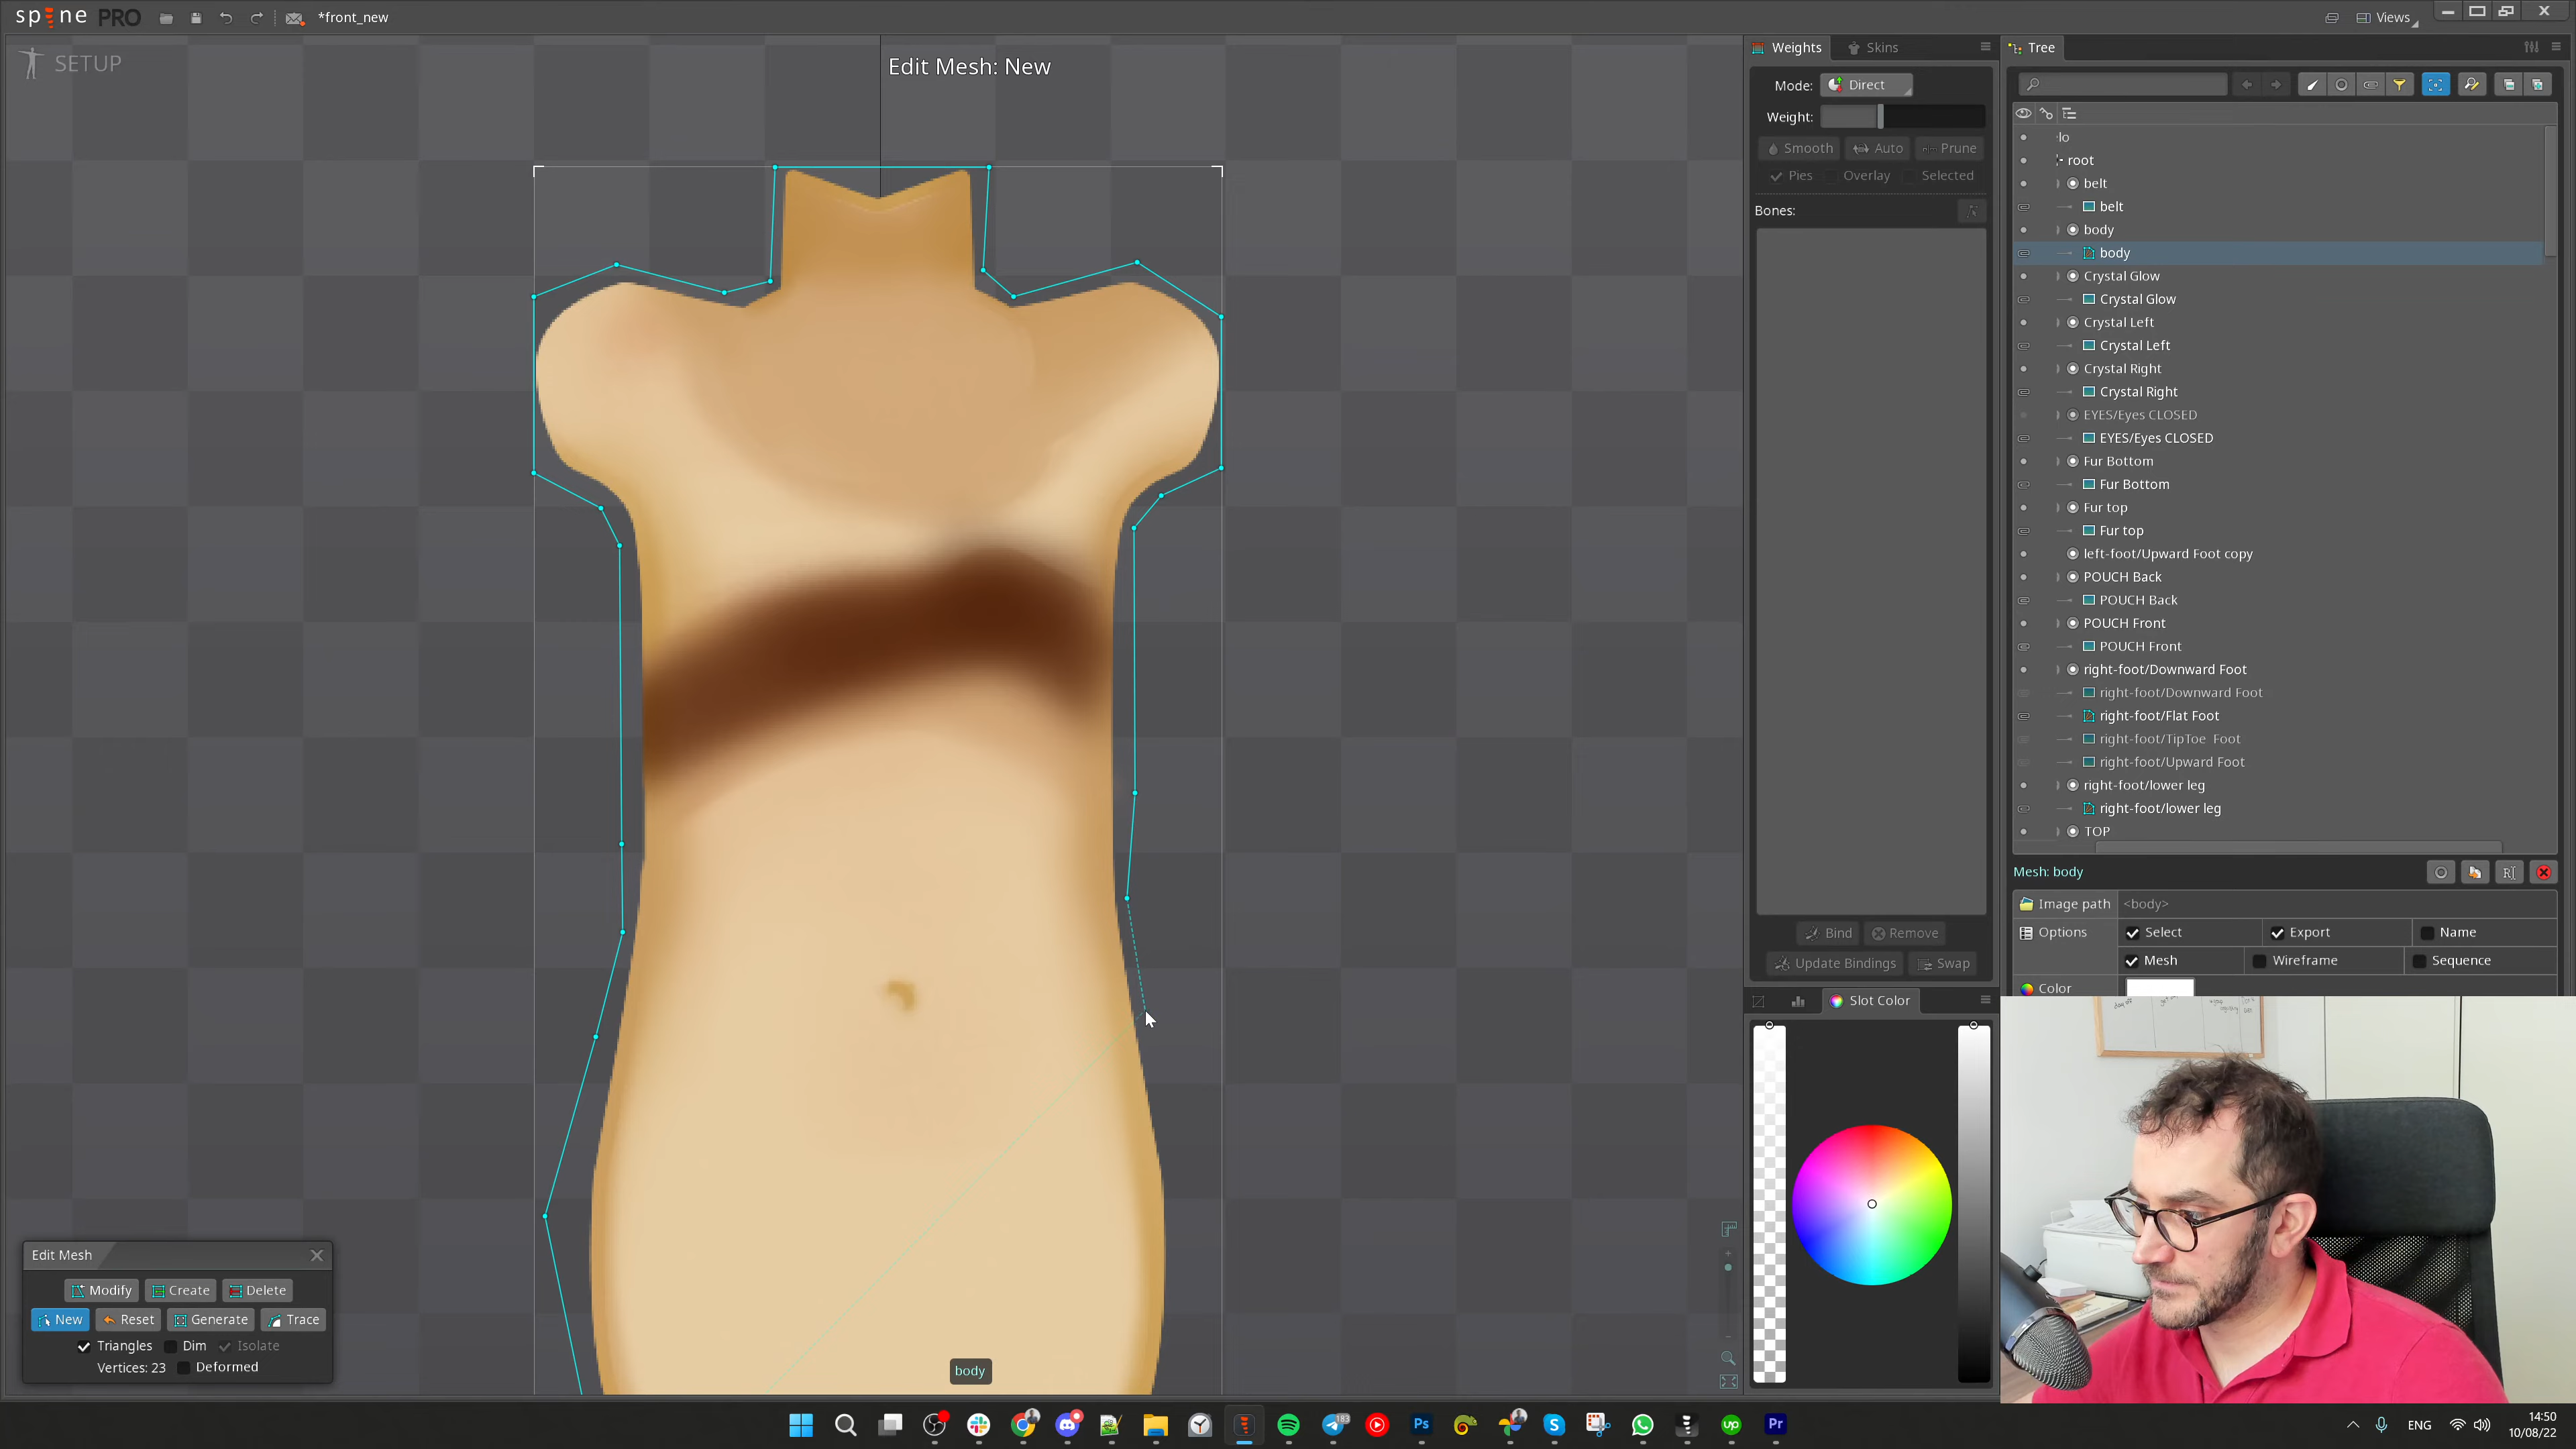 spine PRO
*front_new
Views
SETUP
Edit Mesh: New
Weights
Skins
Mode:
Direct
Weight:
Smooth
Auto
Prune
Pies
Overlay
Selected
Bones:
Bind
Remove
Update Bindings
Swap
Slot Color
Tree
lo
root
belt
belt
body
body
Crystal Glow
Crystal Glow
Crystal Left
Crystal Left
Crystal Right
Crystal Right
EYES/Eyes CLOSED
EYES/Eyes CLOSED
Fur Bottom
Fur Bottom
Fur top
Fur top
left-foot/Upward Foot copy
POUCH Back
POUCH Back
POUCH Front
POUCH Front
right-foot/Downward Foot
right-foot/Downward Foot
right-foot/Flat Foot
right-foot/TipToe Foot
right-foot/Upward Foot
right-foot/lower leg
right-foot/lower leg
TOP
Mesh: body
Image path
<body>
Options
Select
Export
Name
Mesh
Wireframe
Sequence
Color
Edit Mesh
Modify
Create
Delete
New
Reset
Generate
Trace
Triangles
Dim
Isolate
Vertices: 23
Deformed
body
183
Ps
S
up
Pr
ENG
14:50
10/08/22